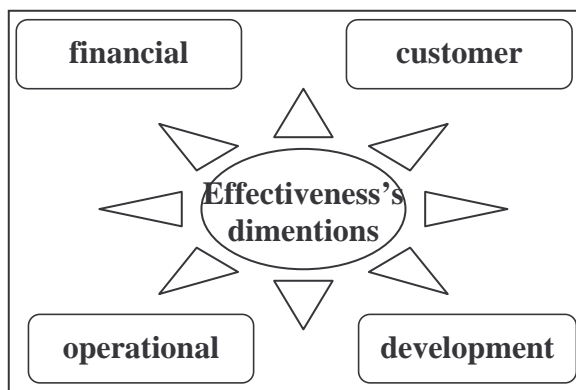 financial
customer
Effectiveness's
dimentions
operational
development